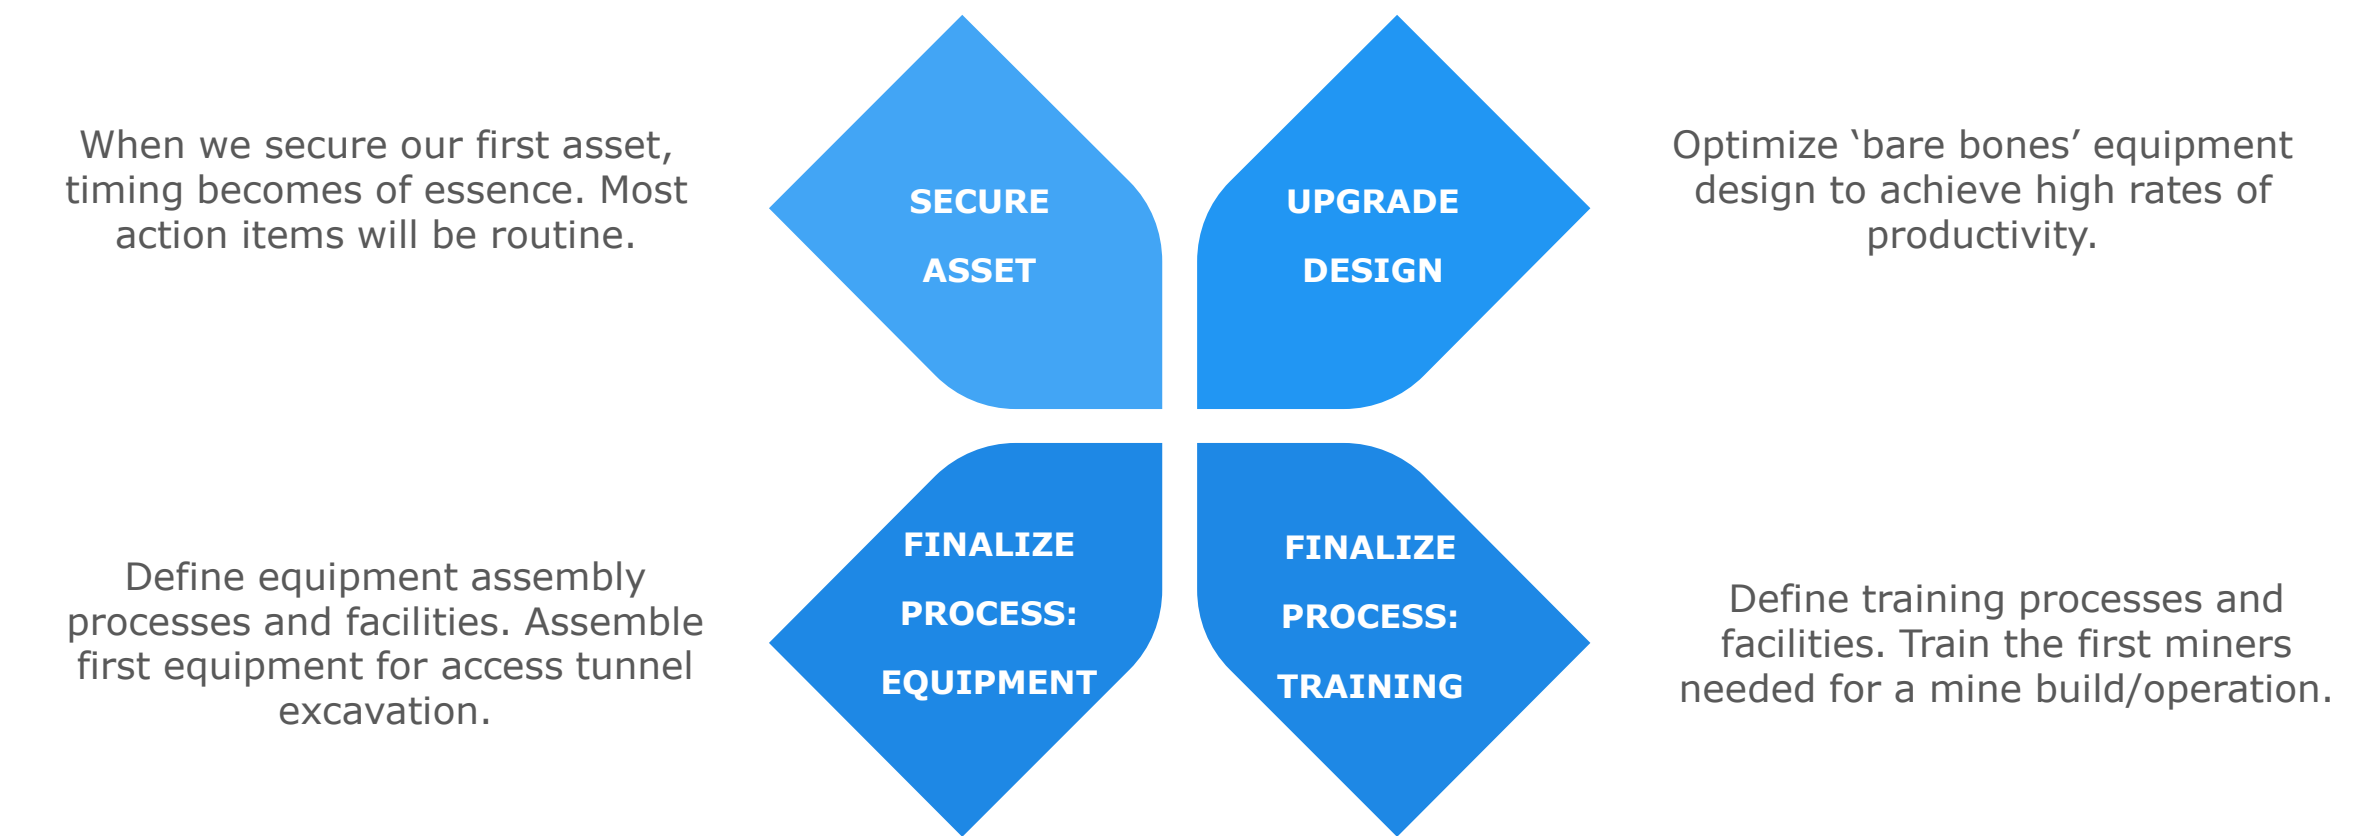 When we secure our first asset,
timing becomes of essence. Most
action items will be routine.
SECURE
ASSET
UPGRADE
DESIGN
Optimize ‘bare bones’ equipment
design to achieve high rates of
productivity.
Define equipment assembly
processes and facilities. Assemble
first equipment for access tunnel
excavation.
FINALIZE
PROCESS:
EQUIPMENT
FINALIZE
PROCESS:
TRAINING
Define training processes and
facilities. Train the first miners
needed for a mine build/operation.